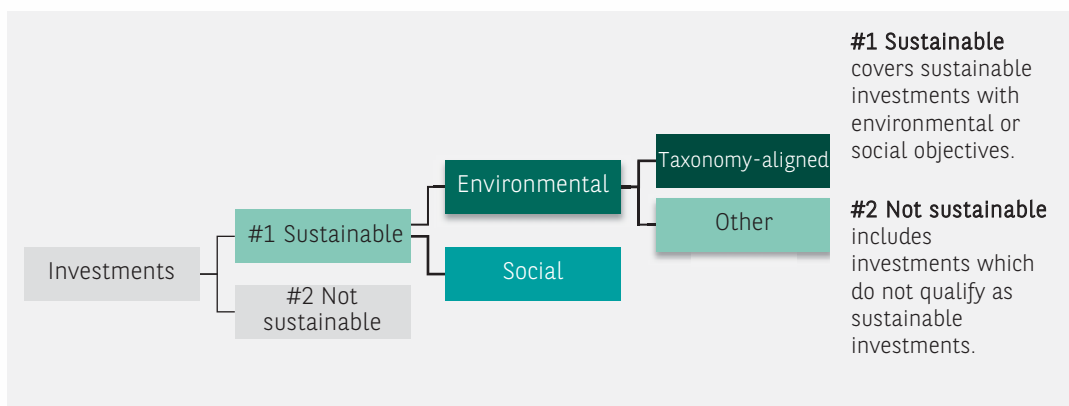 Investments
#1 Sustainable
#2 Not
sustainable
Environmental
Social
Taxonomy-aligned
Other
#1 Sustainable
covers sustainable
investments with
environmental or
social objectives.
#2 Not sustainable
includes
investments which
do not qualify as
sustainable
investments.